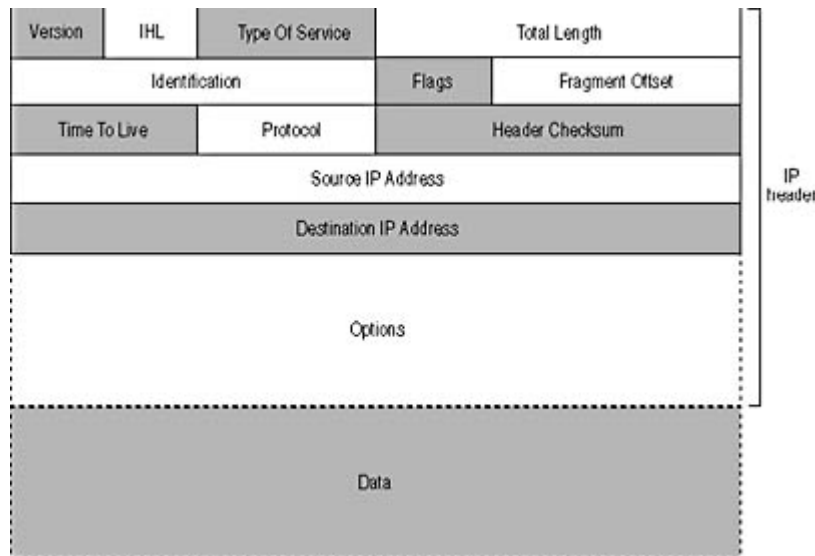 Version IHL Type Of Service Total Length
Identification Flags Fragment Offset
Time To Live Protocol Header Checksum
Source IP Address
Destination IP Address
IP
header
Options
Data